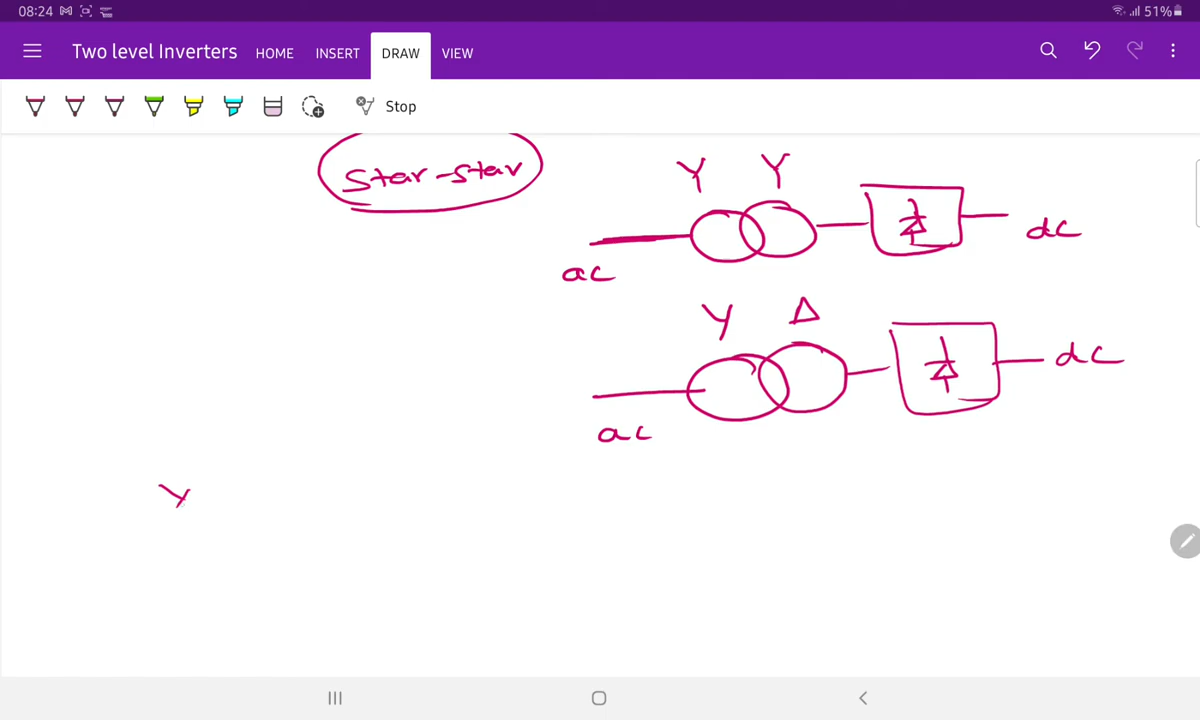 08:24 51%
Two level Inverters HOME INSERT DRAW VIEW
Stop
Star-star
Y Y
ac
dc
Y Δ
ac
dc
Y